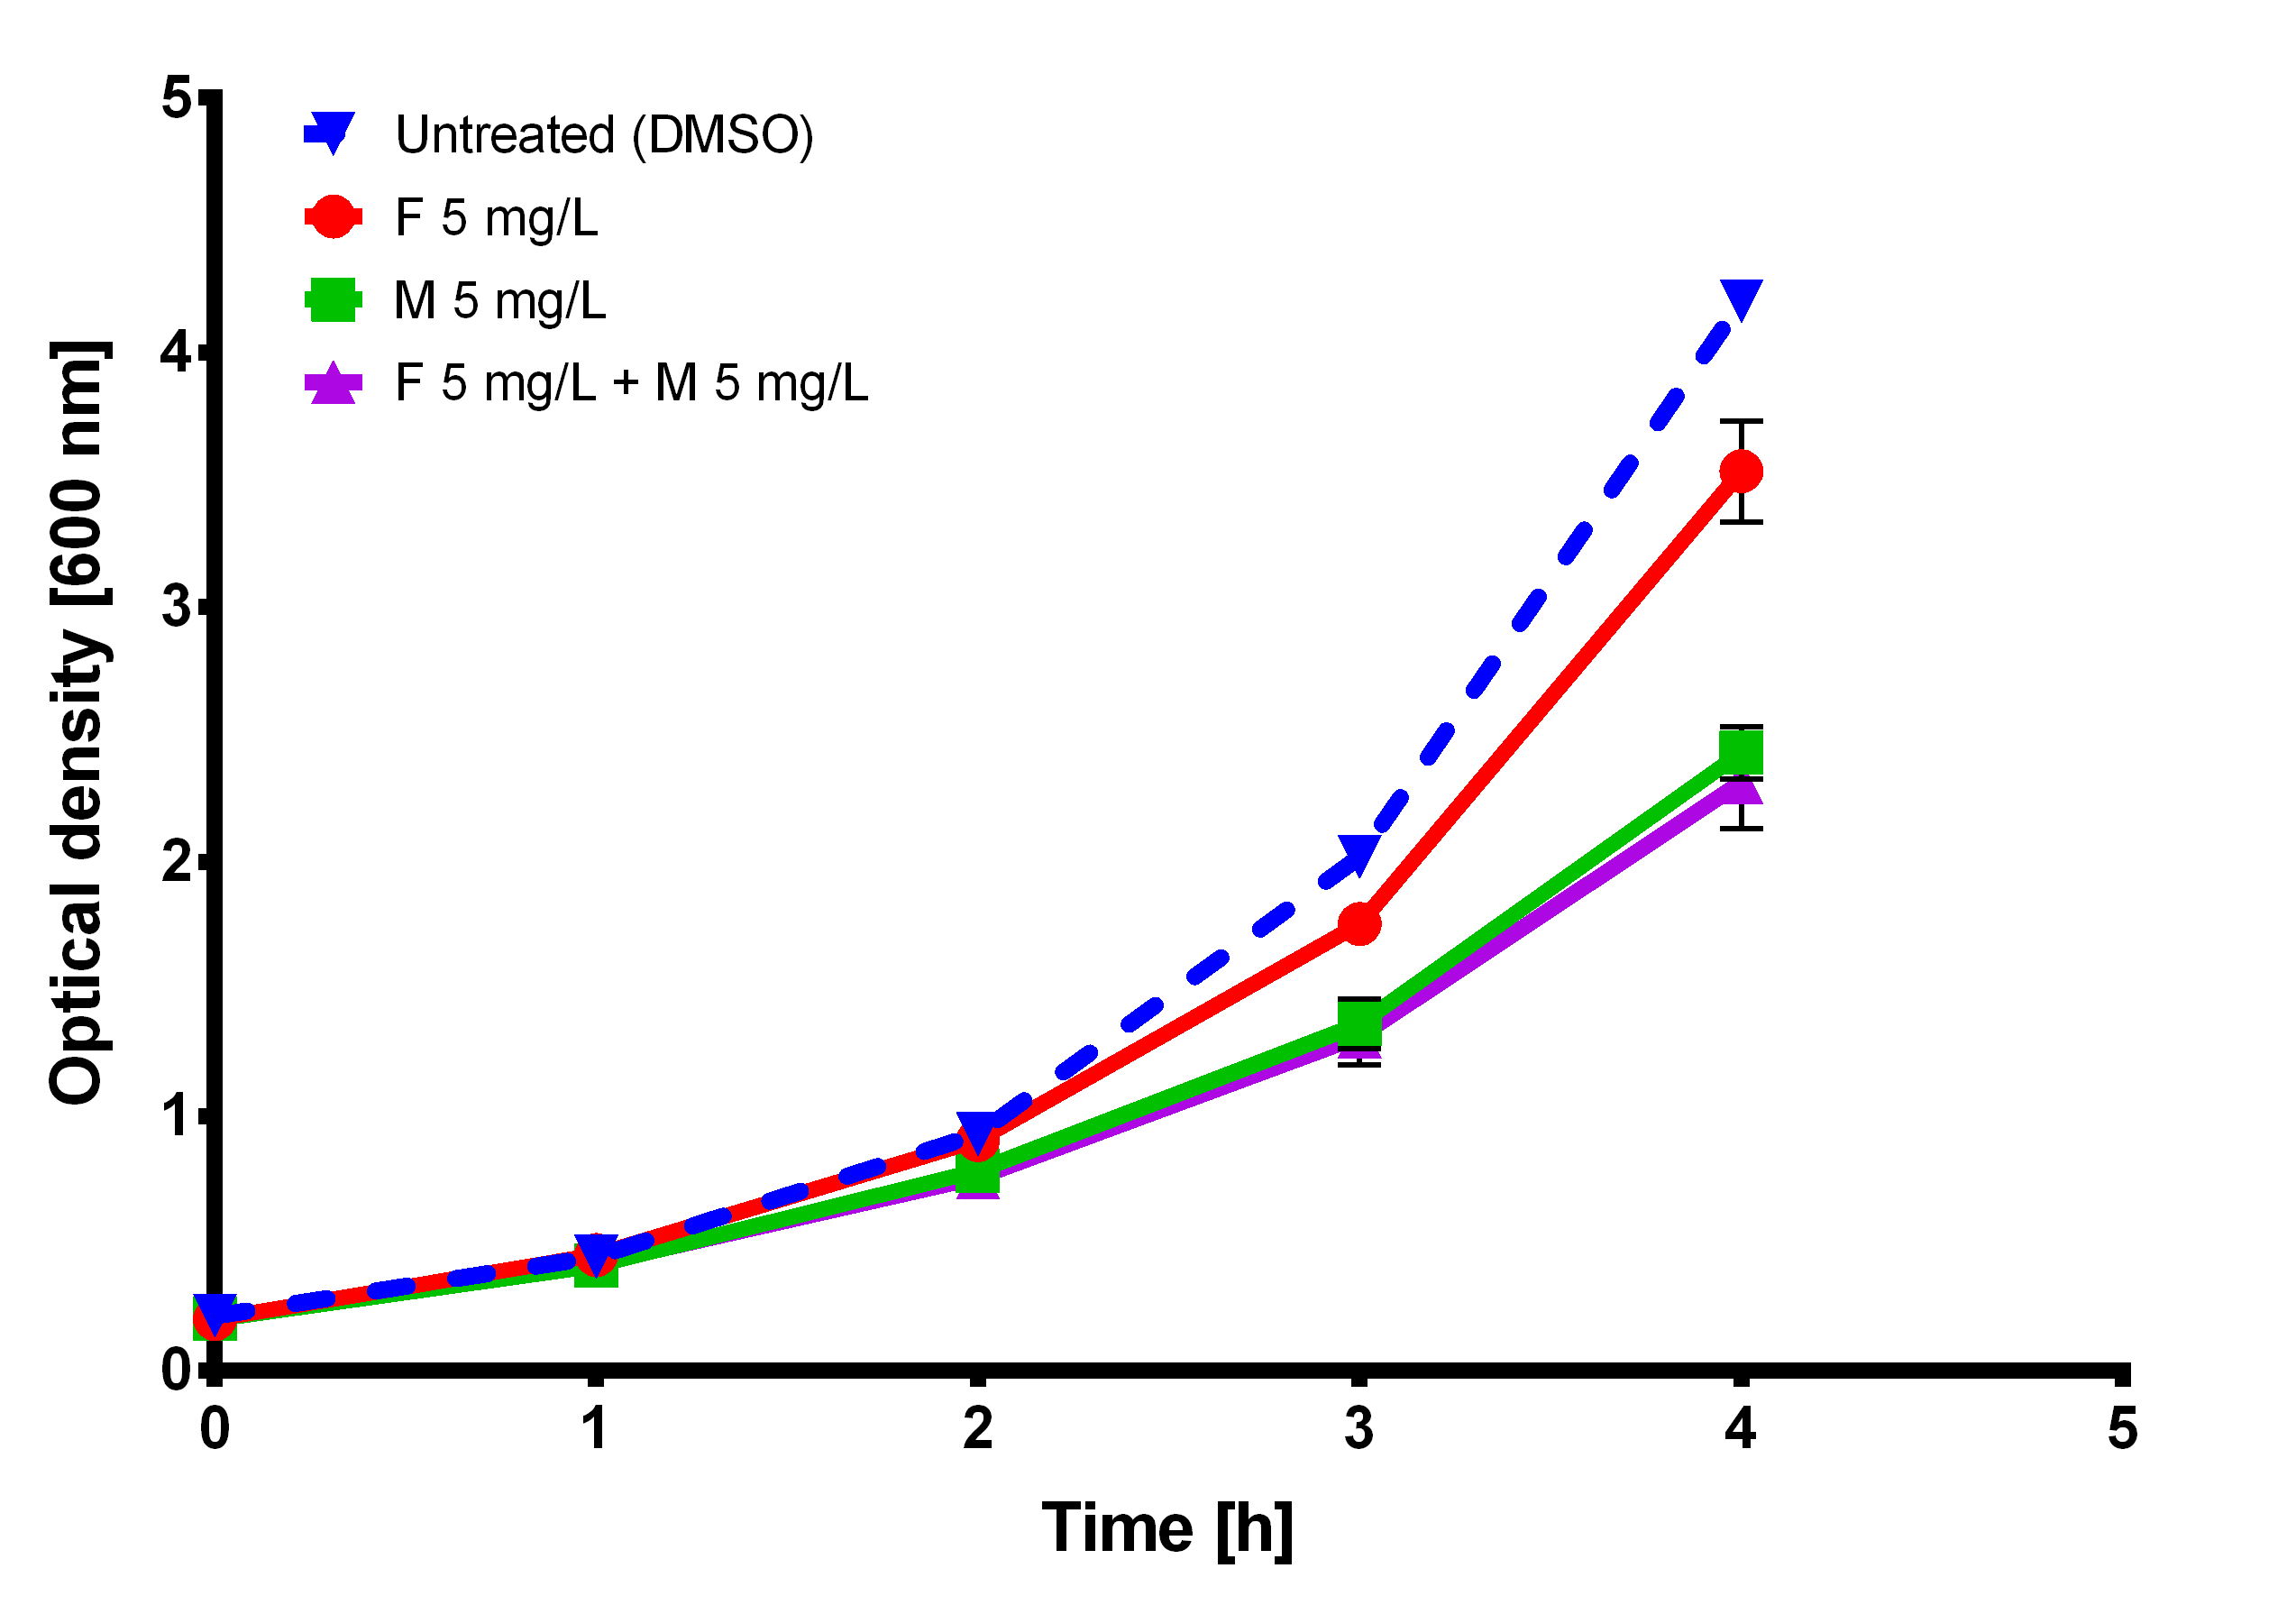 Optical density [600 nm]
5
4
3
2
1
0
Untreated (DMSO)
F 5 mg/L
M 5 mg/L
F 5 mg/L + M 5 mg/L
0 1 2 3 4 5
Time [h]